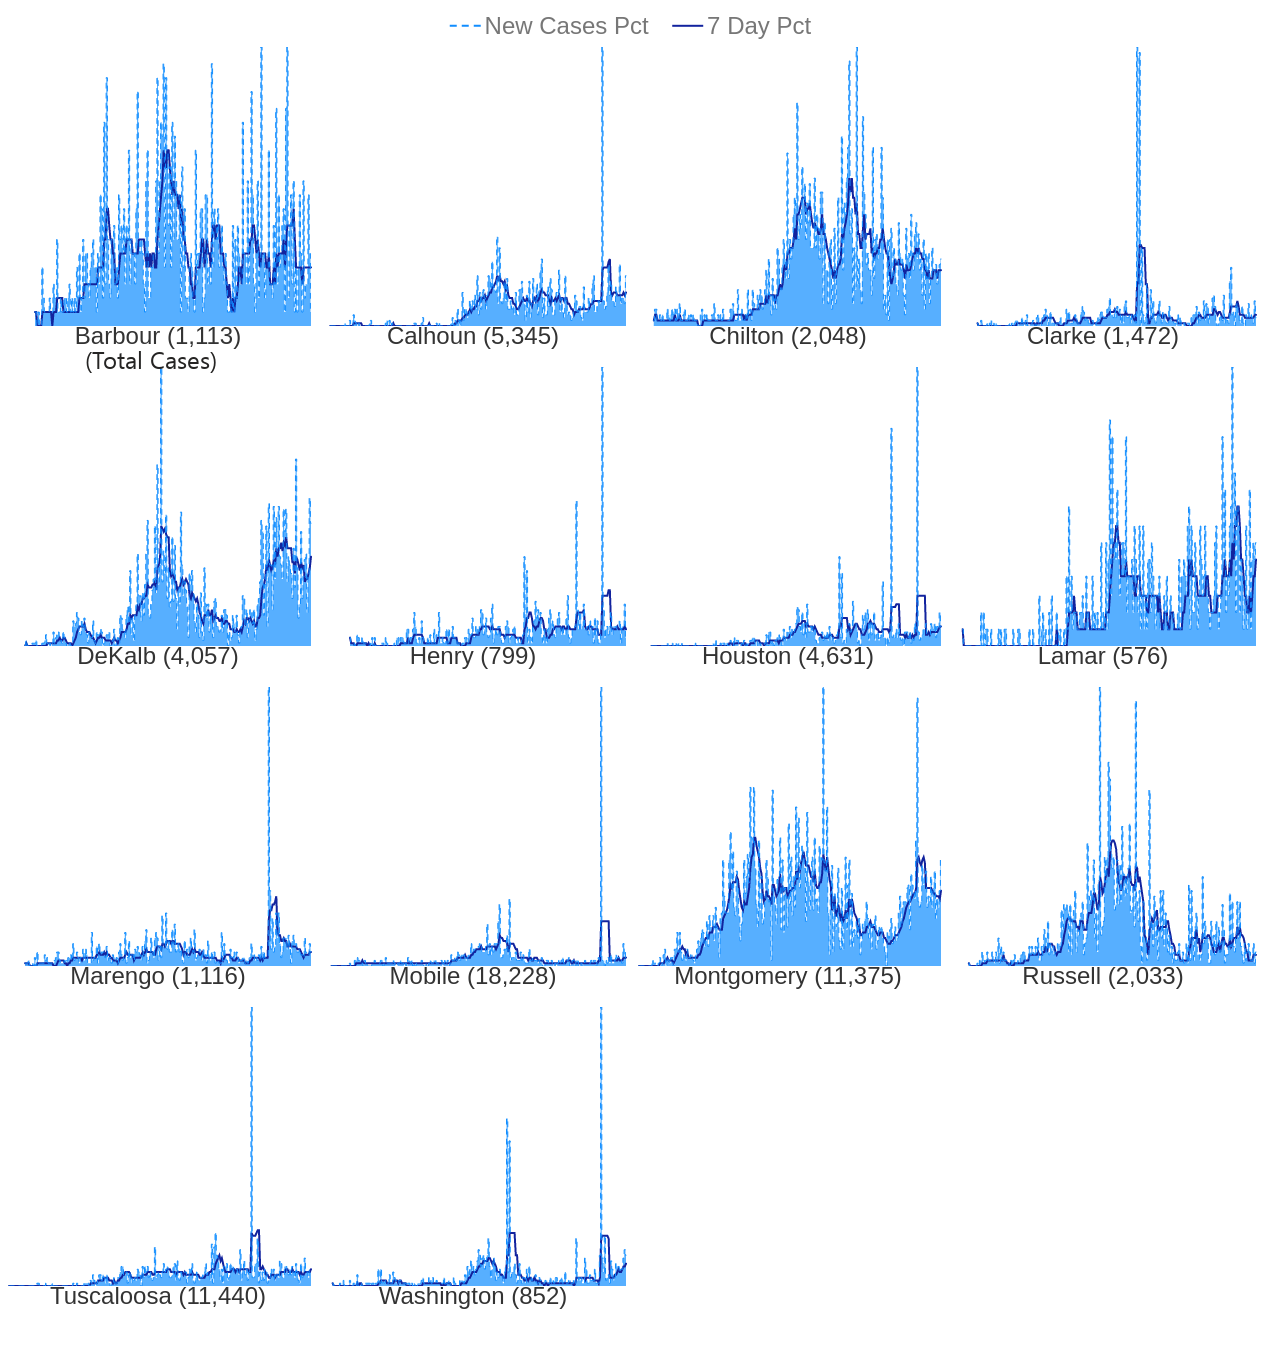 New Cases Pct 7 Day Pct
Barbour (1,113) Calhoun (5,345) Chilton (2,048) Clarke (1,472)
(Total Cases)
DeKalb (4,057) Henry (799) Houston (4,631) Lamar (576)
Marengo (1,116) Mobile (18,228) Montgomery (11,375) Russell (2,033)
Tuscaloosa (11,440) Washington (852)